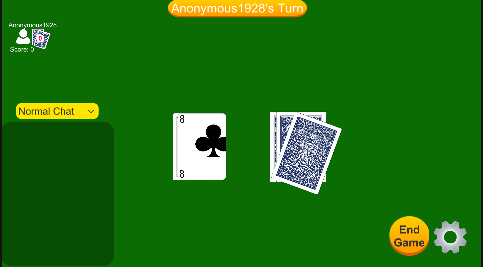 Anonymous1928's Turn
Anonymous1928
Score: 0
Normal Chat
8
8
End
Game